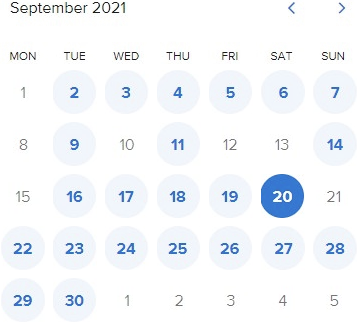 September 2021
MON TUE WED THU FRI SAT SUN
1 2 3 4 5 6 7
8 9 10 11 12 13 14
15 16 17 18 19 20 21
22 23 24 25 26 27 28
29 30 1 2 3 4 5